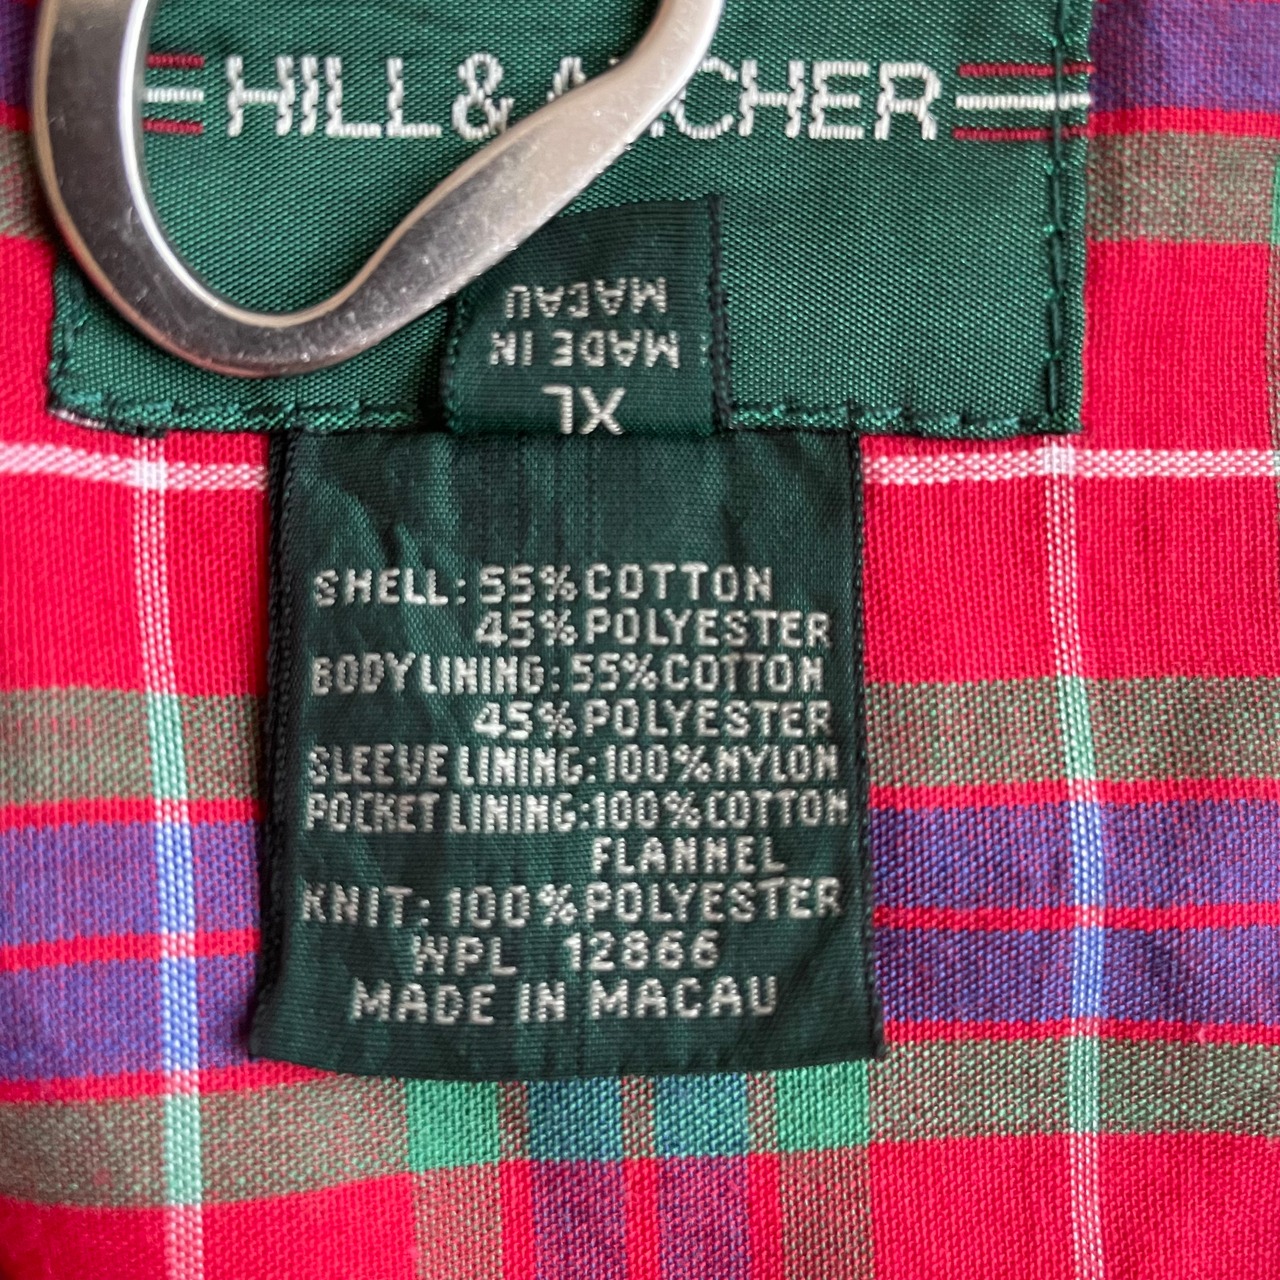 HILL & ARCHER
MADE IN
MACAU
XL
SHELL: 55% COTTON
45% POLYESTER
BODY LINING: 55% COTTON
45% POLYESTER
SLEEVE LINING: 100% NYLON
POCKET LINING: 100% COTTON
FLANNEL
KNIT: 100% POLYESTER
WPL 12866
MADE IN MACAU